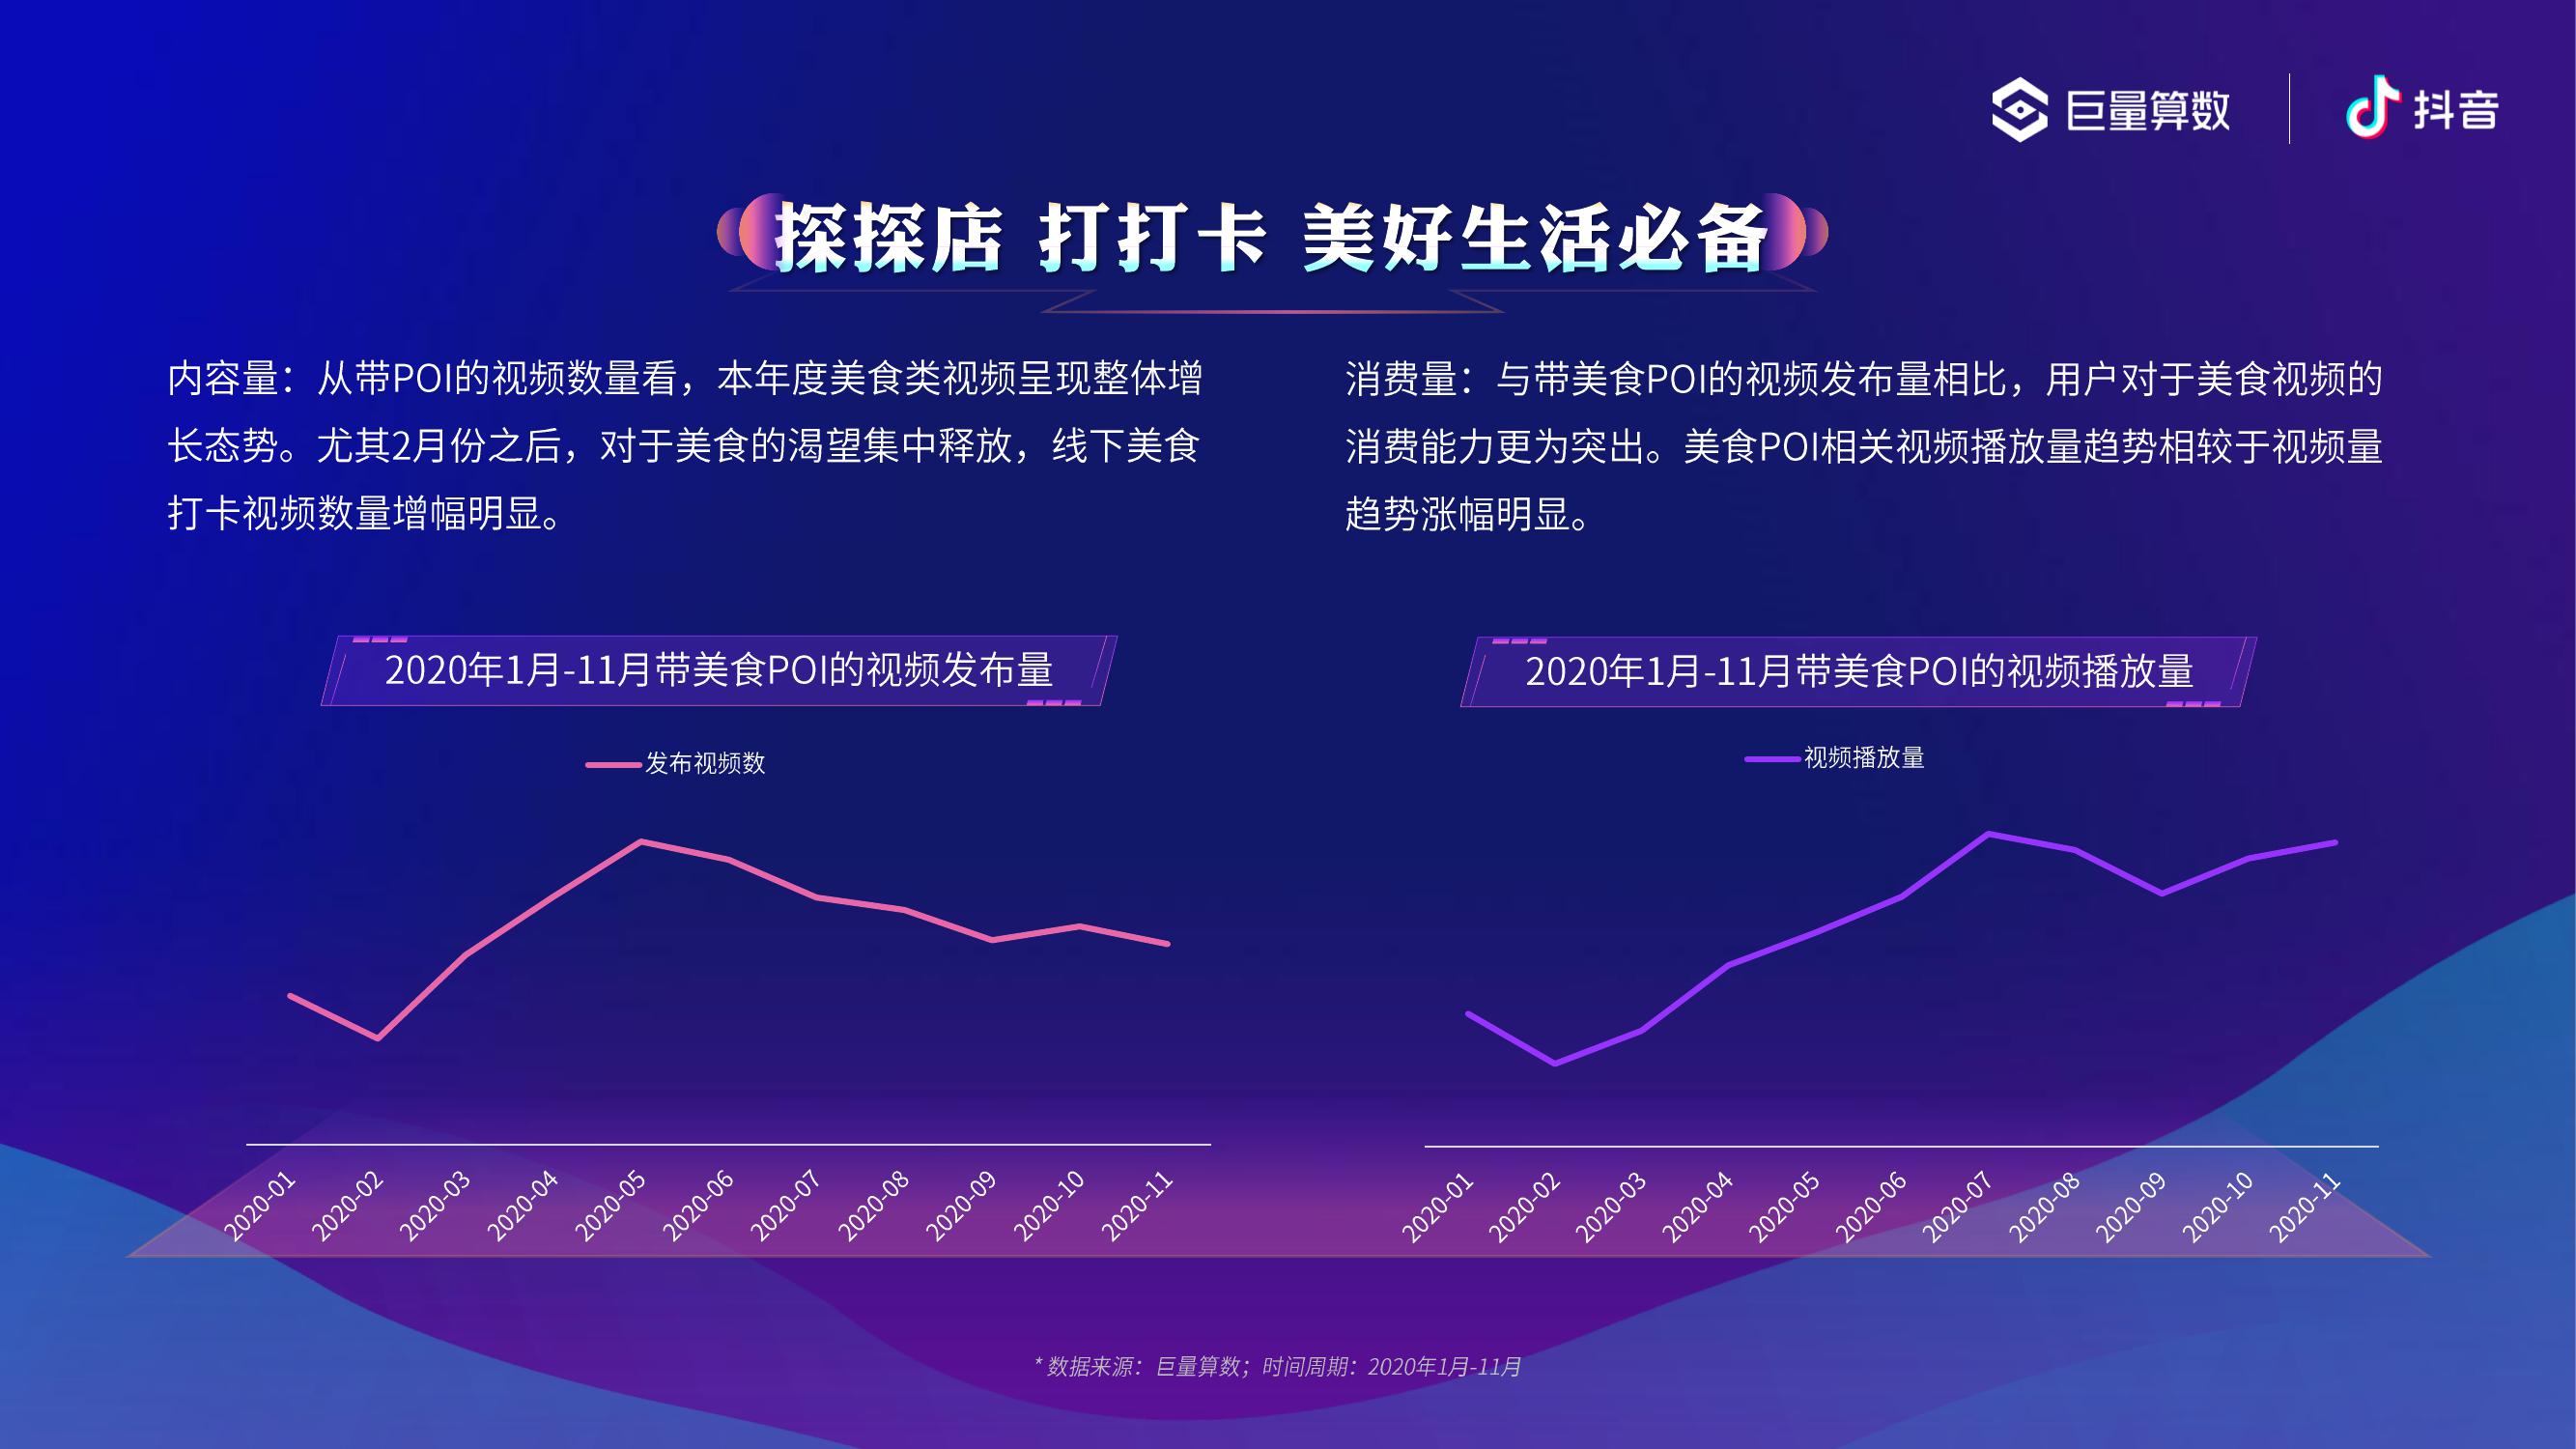 巨量算数
抖音
探探店 打打卡 美好生活必备
内容量：从带POI的视频数量看，本年度美食类视频呈现整体增
长态势。尤其2月份之后，对于美食的渴望集中释放，线下美食
打卡视频数量增幅明显。
消费量：与带美食POI的视频发布量相比，用户对于美食视频的
消费能力更为突出。美食POI相关视频播放量趋势相较于视频量
趋势涨幅明显。
2020年1月-11月带美食POI的视频发布量
发布视频数
2020-01
2020-02
2020-03
2020-04
2020-05
2020-06
2020-07
2020-08
2020-09
2020-10
2020-11
2020年1月-11月带美食POI的视频播放量
视频播放量
2020-01
2020-02
2020-03
2020-04
2020-05
2020-06
2020-07
2020-08
2020-09
2020-10
2020-11
* 数据来源：巨量算数；时间周期：2020年1月-11月